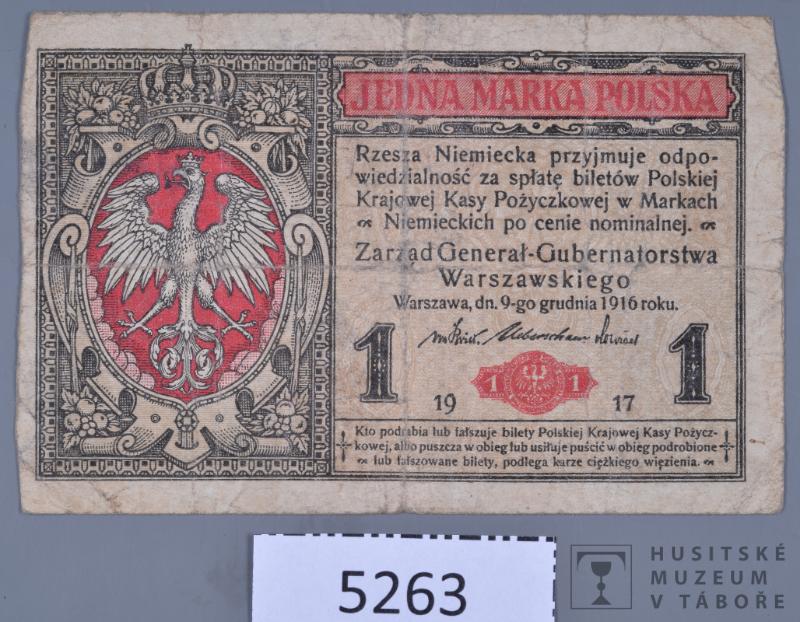 JEDNA MARKA POLSKA
Rzesza Niemiecka przyjmuje odpo-
wiedzialność za spłatę biletów Polskiej
Krajowej Kasy Pożyczkowej w Markach
Niemieckich po cenie nominalnej.
Zarząd Generał-Gubernatorstwa
Warszawskiego
Warszawa, dn. 9-go grudnia 1916 roku.
1 1
1 1
19 17
Kto podrabia lub fałszuje bilety Polskiej Krajowej Kasy Pożycz-
kowej, albo puszcza w obieg lub usiłuje puścić w obieg podrobione
lub fałszowane bilety, podlega karze ciężkiego więzienia.
5263
HUSITSKÉ
MUZEUM
V TÁBOŘE